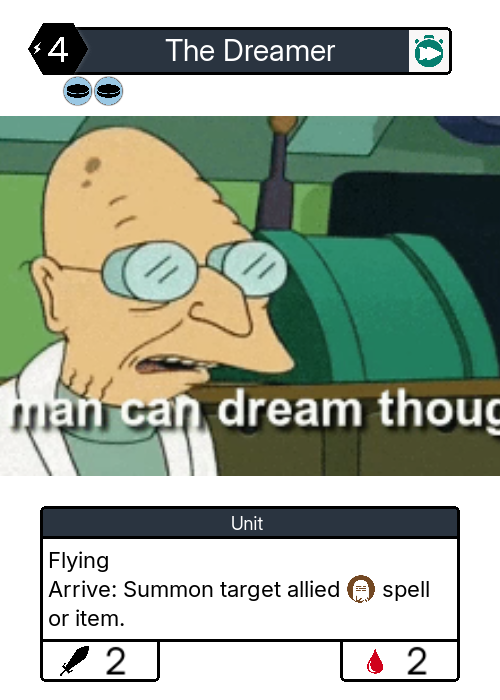 4
The Dreamer
man can dream thoug
Unit
Flying
Arrive: Summon target allied spell
or item.
2
2